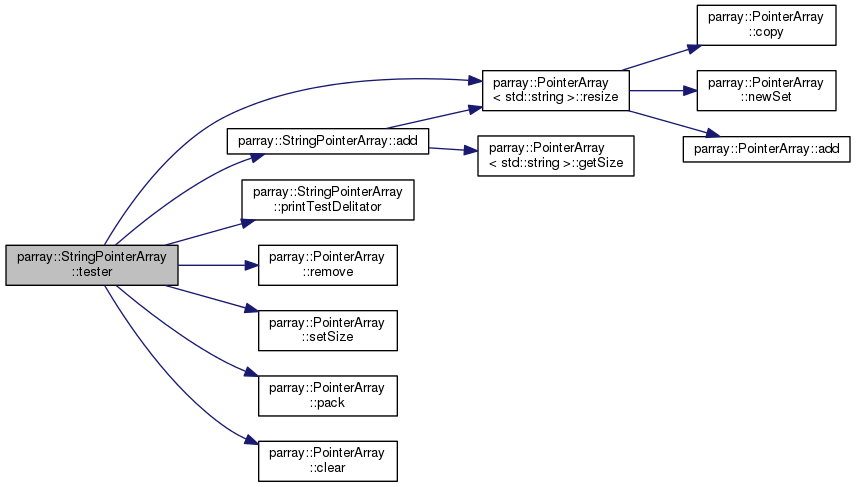 parray::PointerArray
::copy
parray::PointerArray
< std::string >::resize
parray::PointerArray
::newSet
parray::StringPointerArray::add
parray::PointerArray
< std::string >::getSize
parray::PointerArray::add
parray::StringPointerArray
::printTestDelitator
parray::StringPointerArray
::tester
parray::PointerArray
::remove
parray::PointerArray
::setSize
parray::PointerArray
::pack
parray::PointerArray
::clear